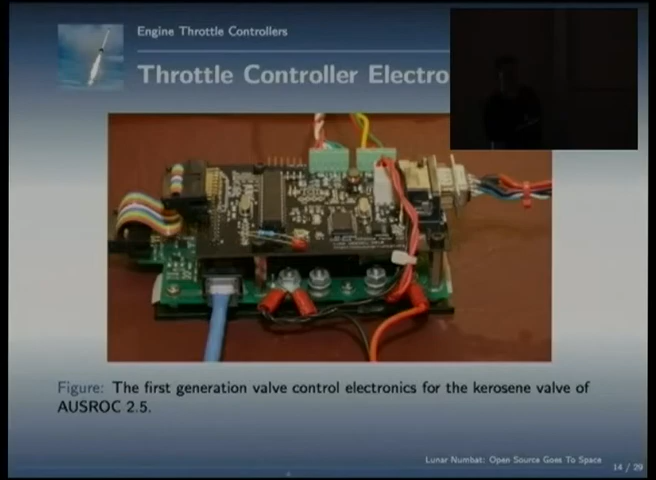 Engine Throttle Controllers
Throttle Controller Electro
Figure: The first generation valve control electronics for the kerosene valve of
AUSROC 2.5.
Lunar Numbat: Open Source Goes To Space
14 / 29